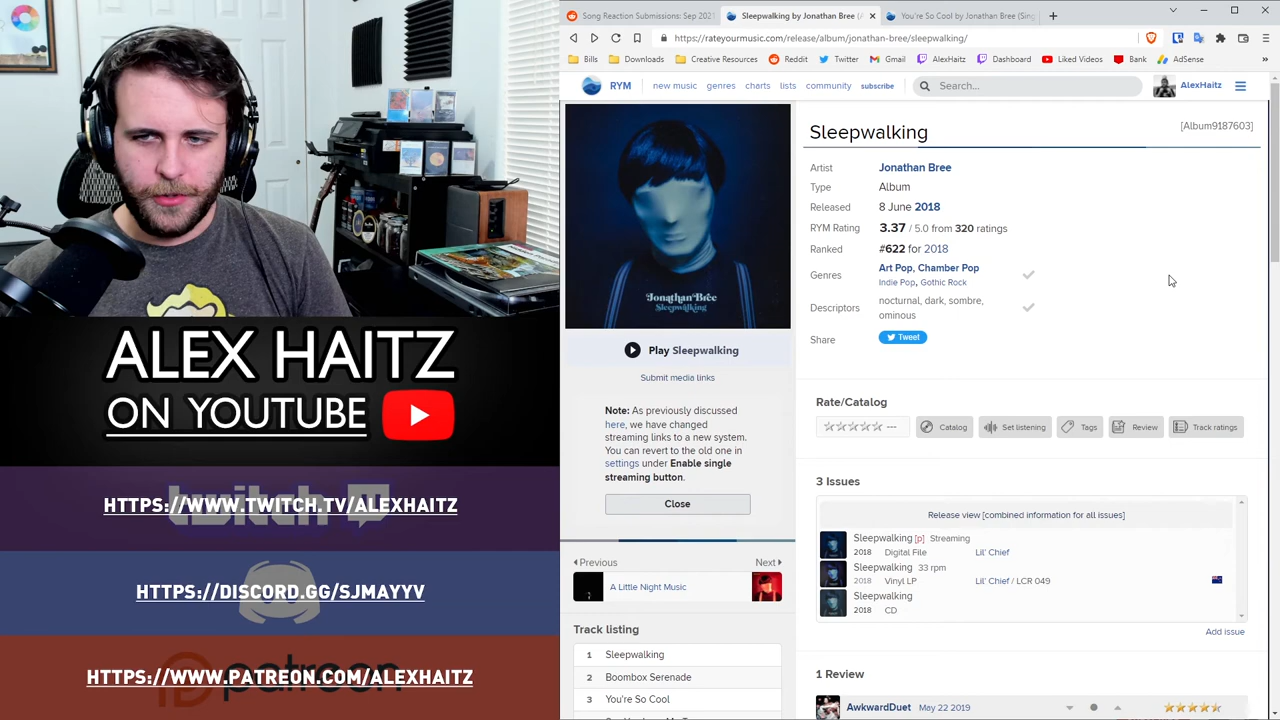 ALEX HAITZ
ON YOUTUBE
twitch
HTTPS://WWW.TWITCH.TV/ALEXHAITZ
HTTPS://DISCORD.GG/SJMAYYV
patreon
HTTPS://WWW.PATREON.COM/ALEXHAITZ
Song Reaction Submissions: Sep 2021
Sleepwalking by Jonathan Bree (A
You're So Cool by Jonathan Bree (Sing
https://rateyourmusic.com/release/album/jonathan-bree/sleepwalking/
Bills Downloads Creative Resources Reddit Twitter Gmail AlexHaitz Dashboard Liked Videos Bank AdSense
RYM new music genres charts lists community subscribe Search... AlexHaitz
Jonathan Bree
Sleepwalking
Play Sleepwalking
Submit media links
Note: As previously discussed
here, we have changed
streaming links to a new system.
You can revert to the old one in
settings under Enable single
streaming button.
Close
Previous Next
A Little Night Music
Track listing
1 Sleepwalking
2 Boombox Serenade
3 You're So Cool
Sleepwalking
[Album9187603]
Artist Jonathan Bree
Type Album
Released 8 June 2018
RYM Rating 3.37 / 5.0 from 320 ratings
Ranked #622 for 2018
Genres Art Pop, Chamber Pop
Indie Pop, Gothic Rock
Descriptors nocturnal, dark, sombre,
ominous
Share Tweet
Rate/Catalog
--- Catalog Set listening Tags Review Track ratings
3 Issues
Release view [combined information for all issues]
Sleepwalking [p] Streaming
2018 Digital File Lil' Chief
Sleepwalking 33 rpm
2018 Vinyl LP Lil' Chief / LCR 049
Sleepwalking
2018 CD
Add issue
1 Review
AwkwardDuet May 22 2019